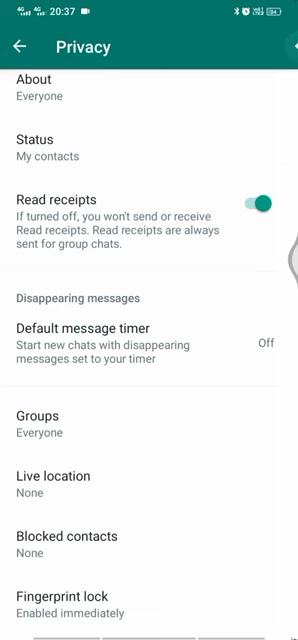 4G 4G 20:37
Privacy
About
Everyone
Status
My contacts
Read receipts
If turned off, you won't send or receive
Read receipts. Read receipts are always
sent for group chats.
Disappearing messages
Default message timer
Start new chats with disappearing
messages set to your timer
Off
Groups
Everyone
Live location
None
Blocked contacts
None
Fingerprint lock
Enabled immediately